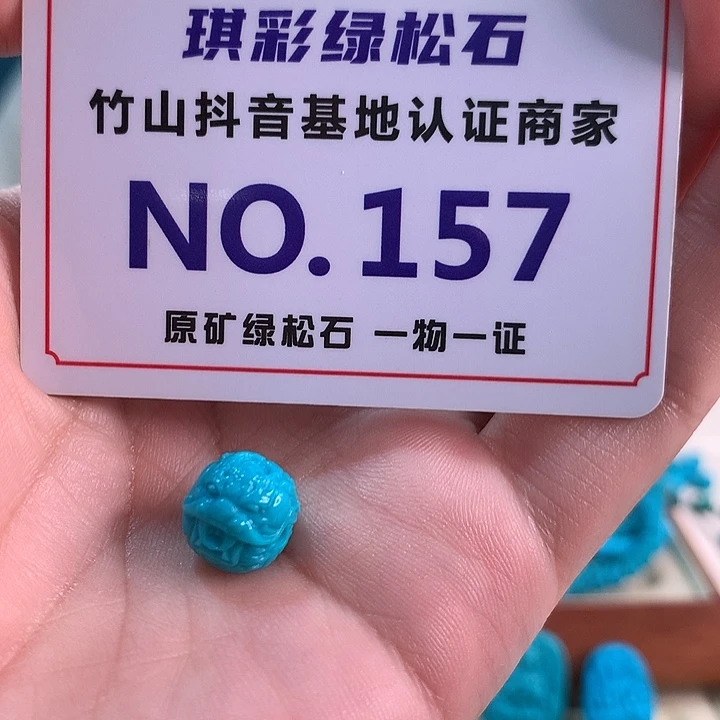 琪彩绿松石
竹山抖音基地认证商家
NO.157
原矿绿松石 一物一证